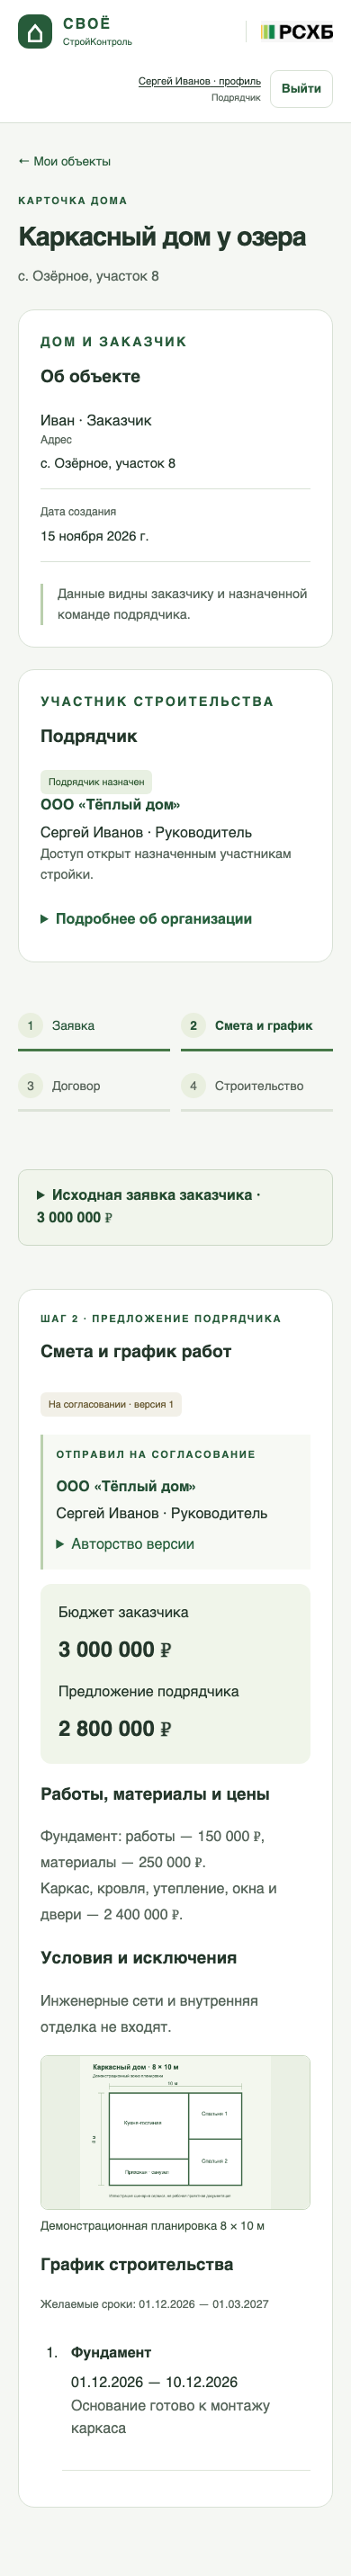 СВОЁ
СтройКонтроль
РСХБ
Сергей Иванов · профиль
Подрядчик
Выйти
← Мои объекты
КАРТОЧКА ДОМА
Каркасный дом у озера
с. Озёрное, участок 8
ДОМ И ЗАКАЗЧИК
Об объекте
Иван · Заказчик
Адрес
с. Озёрное, участок 8
Дата создания
15 ноября 2026 г.
Данные видны заказчику и назначенной
команде подрядчика.
УЧАСТНИК СТРОИТЕЛЬСТВА
Подрядчик
Подрядчик назначен
ООО «Тёплый дом»
Сергей Иванов · Руководитель
Доступ открыт назначенным участникам
стройки.
▶ Подробнее об организации
1 Заявка
2 Смета и график
3 Договор
4 Строительство
▶ Исходная заявка заказчика ·
3 000 000 ₽
ШАГ 2 · ПРЕДЛОЖЕНИЕ ПОДРЯДЧИКА
Смета и график работ
На согласовании · версия 1
ОТПРАВИЛ НА СОГЛАСОВАНИЕ
ООО «Тёплый дом»
Сергей Иванов · Руководитель
▶ Авторство версии
Бюджет заказчика
3 000 000 ₽
Предложение подрядчика
2 800 000 ₽
Работы, материалы и цены
Фундамент: работы — 150 000 ₽,
материалы — 250 000 ₽.
Каркас, кровля, утепление, окна и
двери — 2 400 000 ₽.
Условия и исключения
Инженерные сети и внутренняя
отделка не входят.
Каркасный дом · 8 × 10 м
10 м
Кухня-гостиная
Спальня 1
Спальня 2
Прихожая · санузел
Демонстрационная планировка 8 × 10 м
График строительства
Желаемые сроки: 01.12.2026 — 01.03.2027
1. Фундамент
01.12.2026 — 10.12.2026
Основание готово к монтажу
каркаса